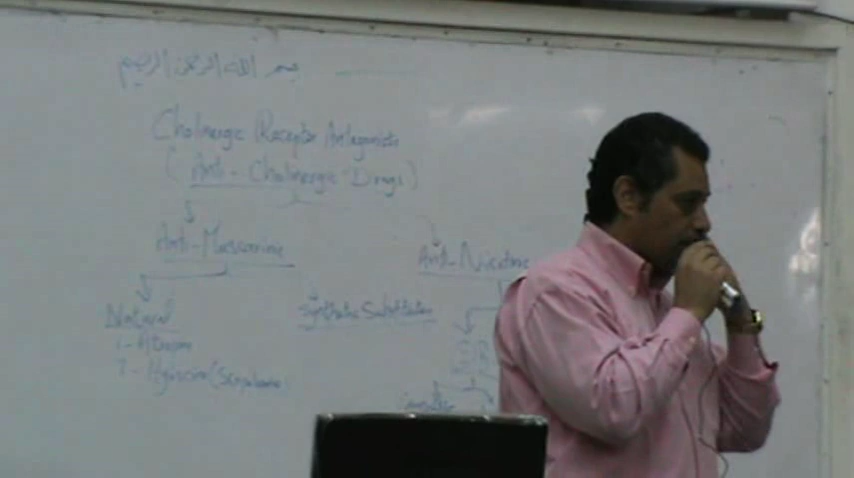 بسم الله الرحمن الرحيم
Cholinergic Receptor Antagonists
( Anti-Cholinergic Drugs )
Anti-Muscarinic
Anti-Nicotinic
Natural
Synthetic Substitutes
1- Atropin
2- Hyoscine (Scopolamine)